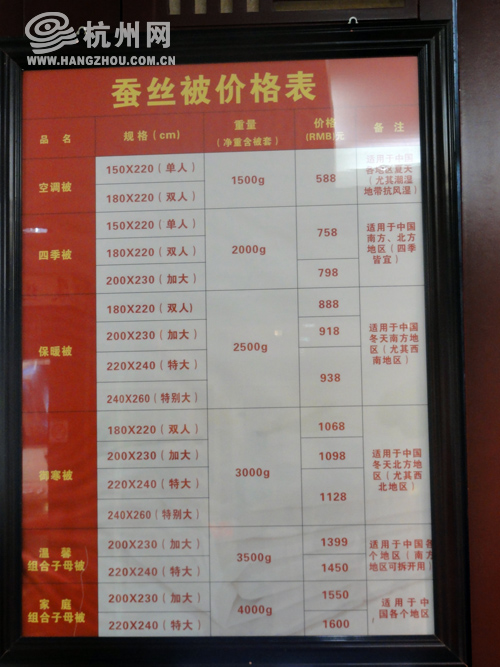 杭州网
WWW.HANGZHOU.COM.CN
蚕丝被价格表
品 名
规格(cm)
重量
(净重含被套)
价格
(RMB)元
备 注
空调被
150X220(单人)
180X220(双人)
1500g
588
适用于中国
各地区夏天
(尤其潮湿
地带抗风湿)
四季被
150X220(单人)
180X220(双人)
200X230(加大)
2000g
758
798
适用于中国
南方、北方
地区(四季
皆宜)
保暖被
180X220(双人)
200X230(加大)
220X240(特大)
240X260(特别大)
2500g
888
918
938
适用于中国
冬天南方地
区(尤其西
南地区)
御寒被
180X220(双人)
200X230(加大)
220X240(特大)
240X260(特别大)
3000g
1068
1098
1128
适用于中国
冬天北方地
区(尤其西
北地区)
温 馨
组合子母被
200X230(加大)
220X240(特大)
3500g
1399
1450
适用于中国各
个地区(南方
地区可拆开用)
家 庭
组合子母被
200X230(加大)
220X240(特大)
4000g
1550
1600
适用于中
国各个地区